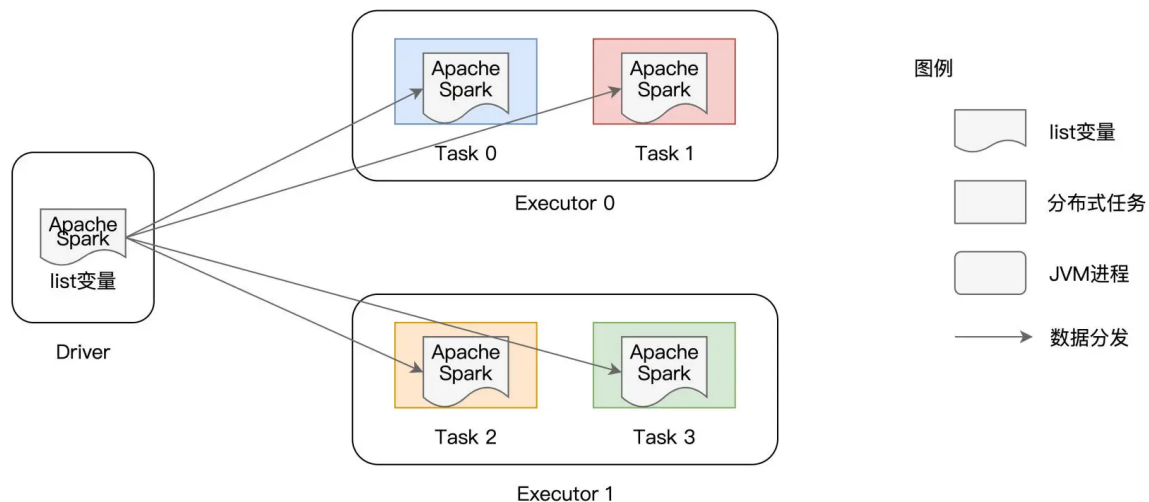 Apache
Spark
Apache
Spark
Task 0
Task 1
Executor 0
Apache
Spark
list变量
Driver
Apache
Spark
Apache
Spark
Task 2
Task 3
Executor 1
图例
list变量
分布式任务
JVM进程
数据分发